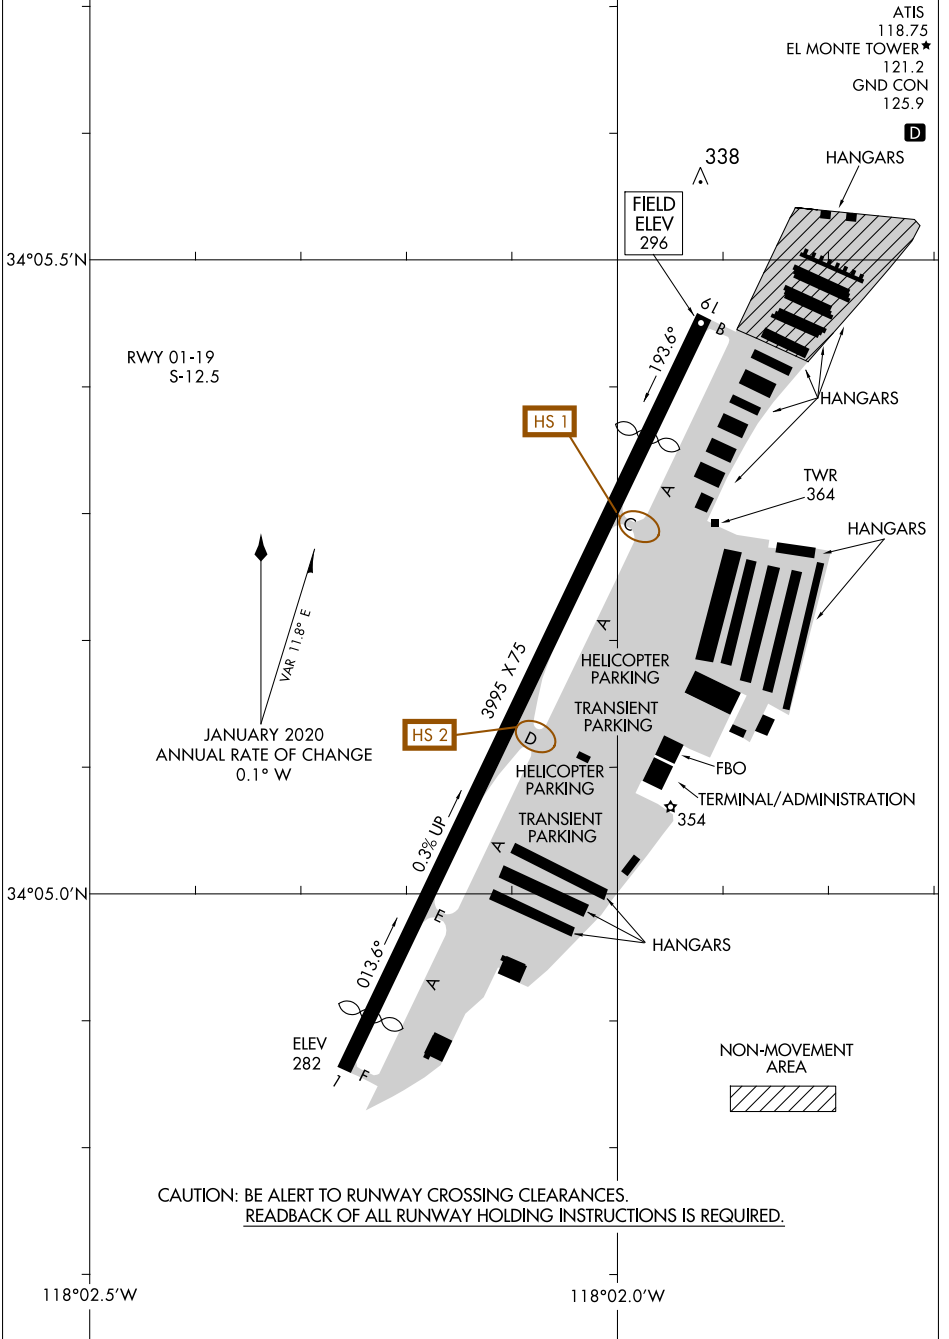 ATIS
118.75
EL MONTE TOWER★
121.2
GND CON
125.9
D
338
HANGARS
FIELD
ELEV
296
34°05.5'N
19
B
193.6°
RWY 01-19
S-12.5
HANGARS
HS 1
A
TWR
364
C
HANGARS
VAR 11.8° E
A
3995 X 75
HELICOPTER
PARKING
TRANSIENT
PARKING
HS 2
D
JANUARY 2020
ANNUAL RATE OF CHANGE
0.1° W
FBO
HELICOPTER
PARKING
TERMINAL/ADMINISTRATION
354
TRANSIENT
PARKING
0.3% UP
A
34°05.0'N
E
HANGARS
013.6°
A
ELEV
282
1
F
NON-MOVEMENT
AREA
CAUTION: BE ALERT TO RUNWAY CROSSING CLEARANCES.
READBACK OF ALL RUNWAY HOLDING INSTRUCTIONS IS REQUIRED.
118°02.5'W
118°02.0'W